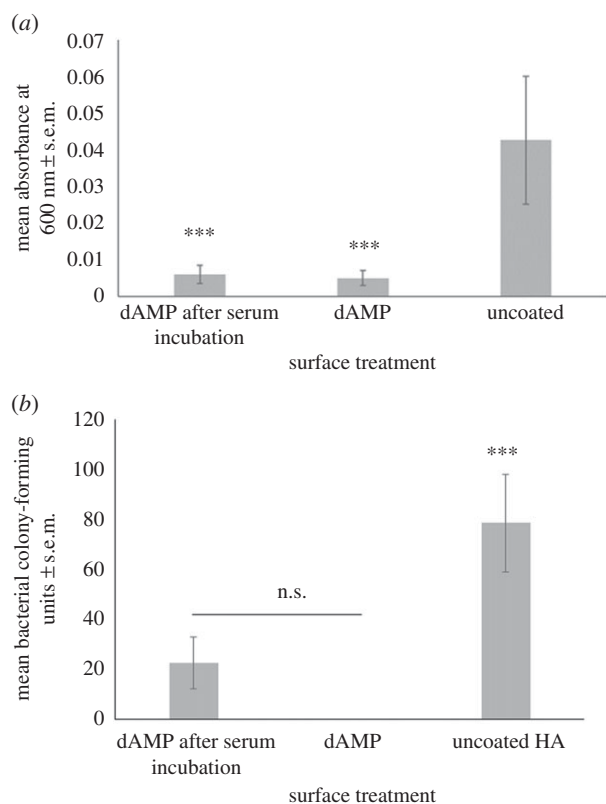 (a)
0.07
0.06
0.05
0.04
0.03
0.02
0.01
0
mean absorbance at
600 nm ± s.e.m.
***
***
dAMP after serum
incubation
dAMP
uncoated
surface treatment
(b)
120
100
80
60
40
20
0
mean bacterial colony-forming
units ± s.e.m.
n.s.
***
dAMP after serum
incubation
dAMP
uncoated HA
surface treatment